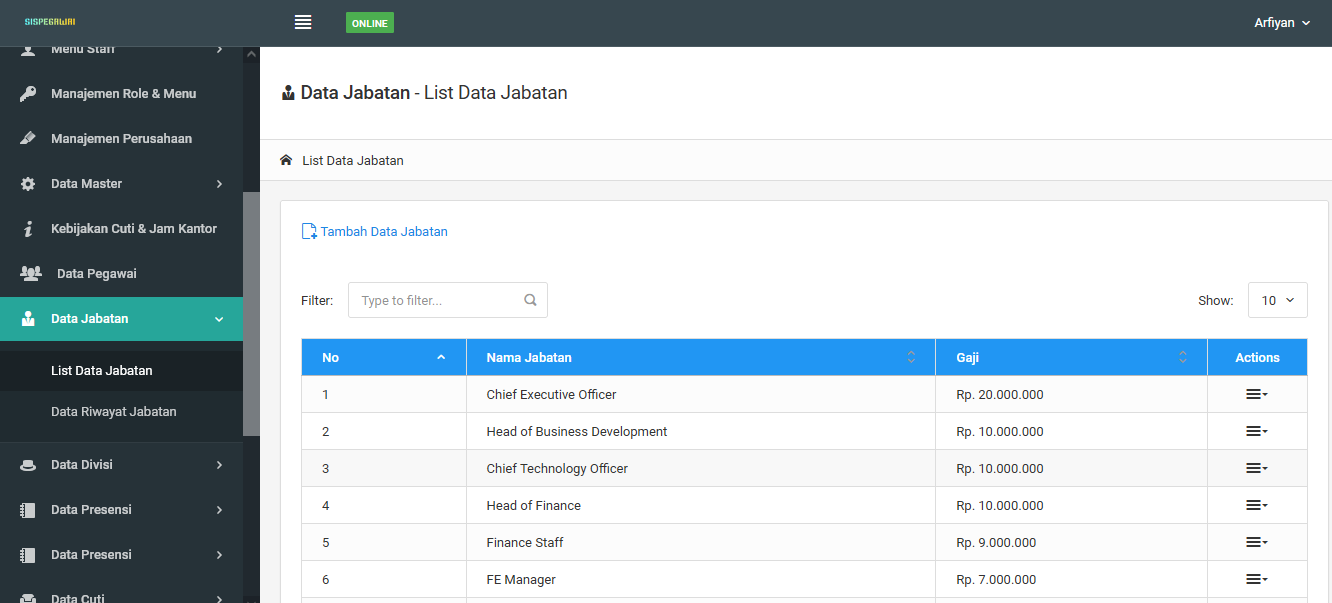 SISPEGAWAI
ONLINE
Arfiyan
Menu Staff
Manajemen Role & Menu
Manajemen Perusahaan
Data Master
Kebijakan Cuti & Jam Kantor
Data Pegawai
Data Jabatan
List Data Jabatan
Data Riwayat Jabatan
Data Divisi
Data Presensi
Data Presensi
Data Cuti
Data Jabatan - List Data Jabatan
List Data Jabatan
Tambah Data Jabatan
Filter: Type to filter... Show: 10
No Nama Jabatan Gaji Actions
1 Chief Executive Officer Rp. 20.000.000
2 Head of Business Development Rp. 10.000.000
3 Chief Technology Officer Rp. 10.000.000
4 Head of Finance Rp. 10.000.000
5 Finance Staff Rp. 9.000.000
6 FE Manager Rp. 7.000.000